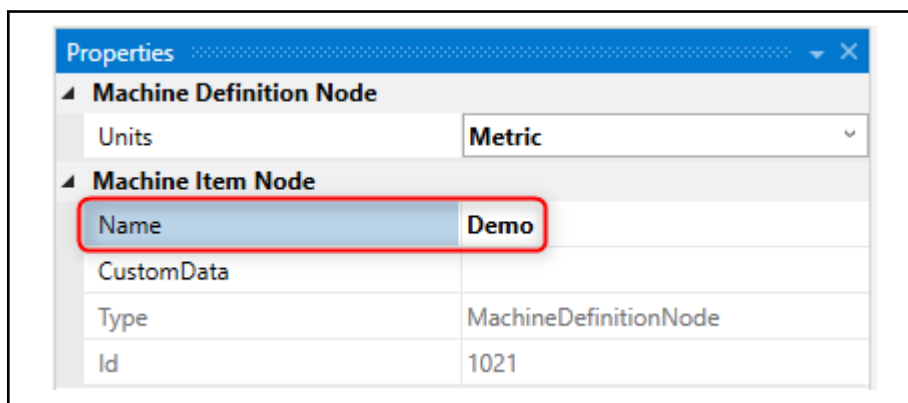 Properties
Machine Definition Node
Units Metric
Machine Item Node
Name Demo
CustomData
Type MachineDefinitionNode
Id 1021